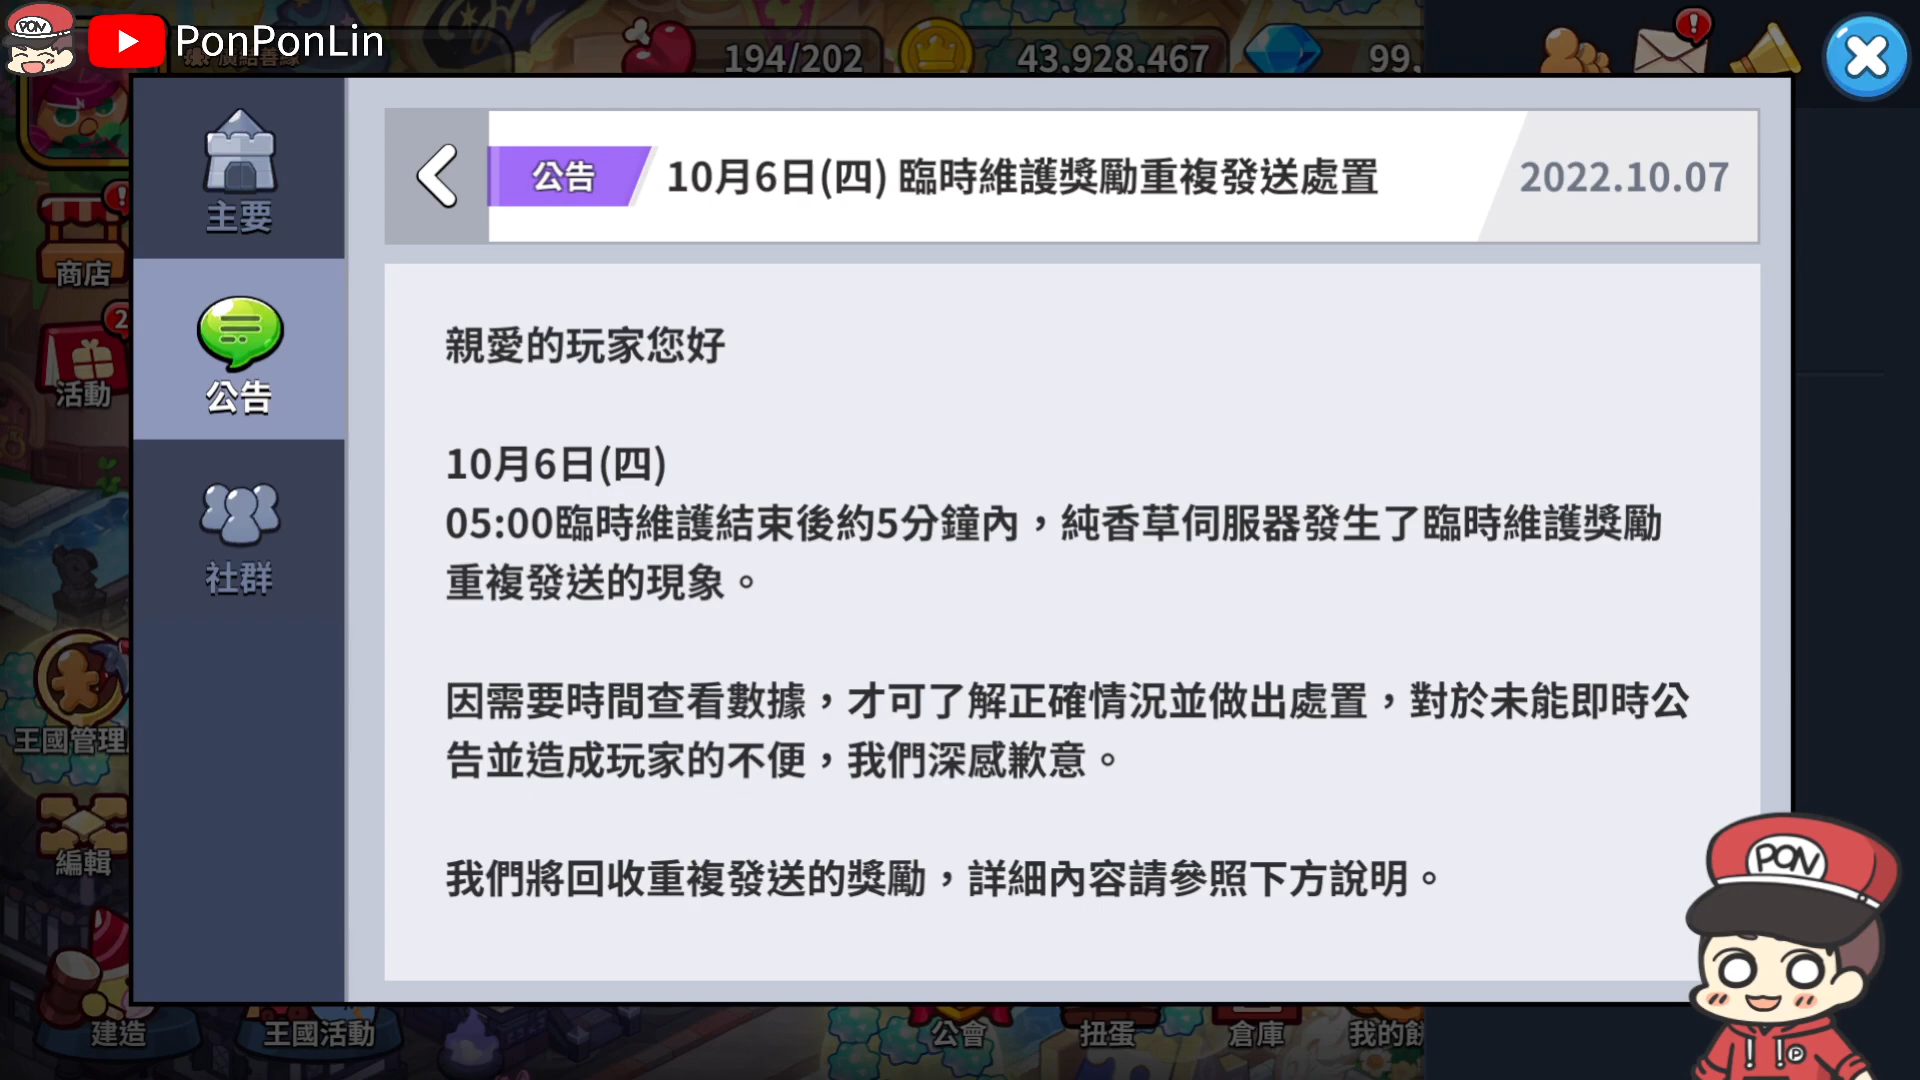 PON
PonPonLin
194/202
43,928,467
99,
主要
公告
社群
公告
10月6日(四) 臨時維護獎勵重複發送處置
2022.10.07
親愛的玩家您好
10月6日(四)
05:00臨時維護結束後約5分鐘內，純香草伺服器發生了臨時維護獎勵
重複發送的現象。
因需要時間查看數據，才可了解正確情況並做出處置，對於未能即時公
告並造成玩家的不便，我們深感歉意。
我們將回收重複發送的獎勵，詳細內容請參照下方說明。
商店
2
活動
王國管理
編輯
建造
王國活動
公會
扭蛋
倉庫
我的餅
PON
P